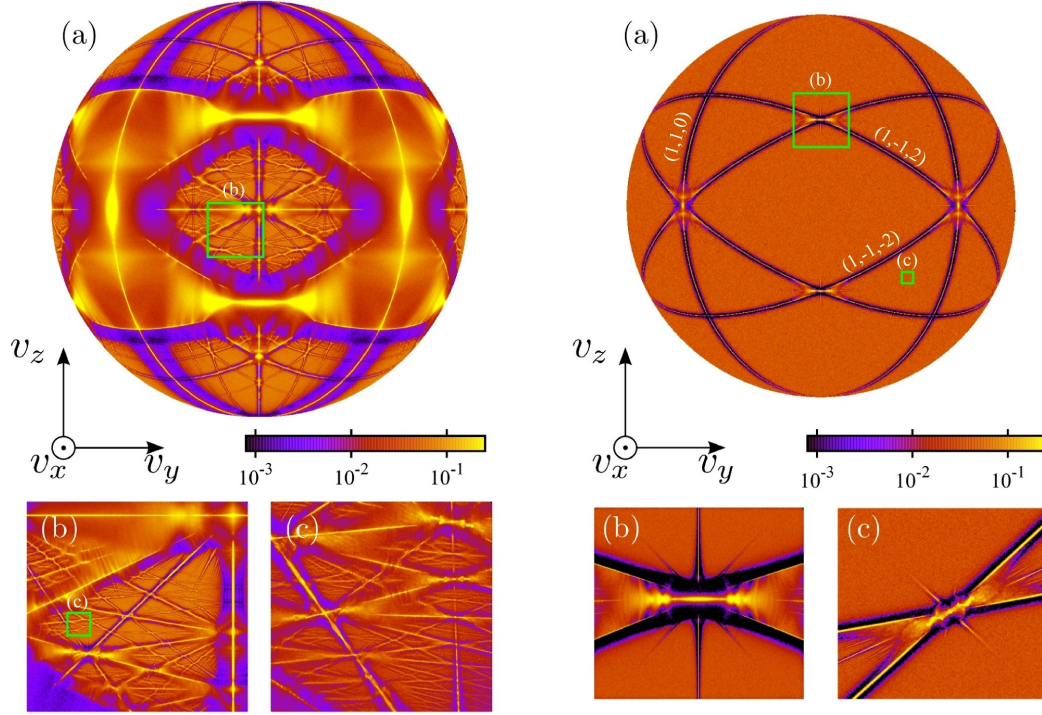 (a)
(b)
v_z
v_x
v_y
10^-3
10^-2
10^-1
(b)
(c)
(c)
(a)
(b)
(1,1,0)
(1,-1,2)
(1,-1,-2)
(c)
v_z
v_x
v_y
10^-3
10^-2
10^-1
(b)
(c)